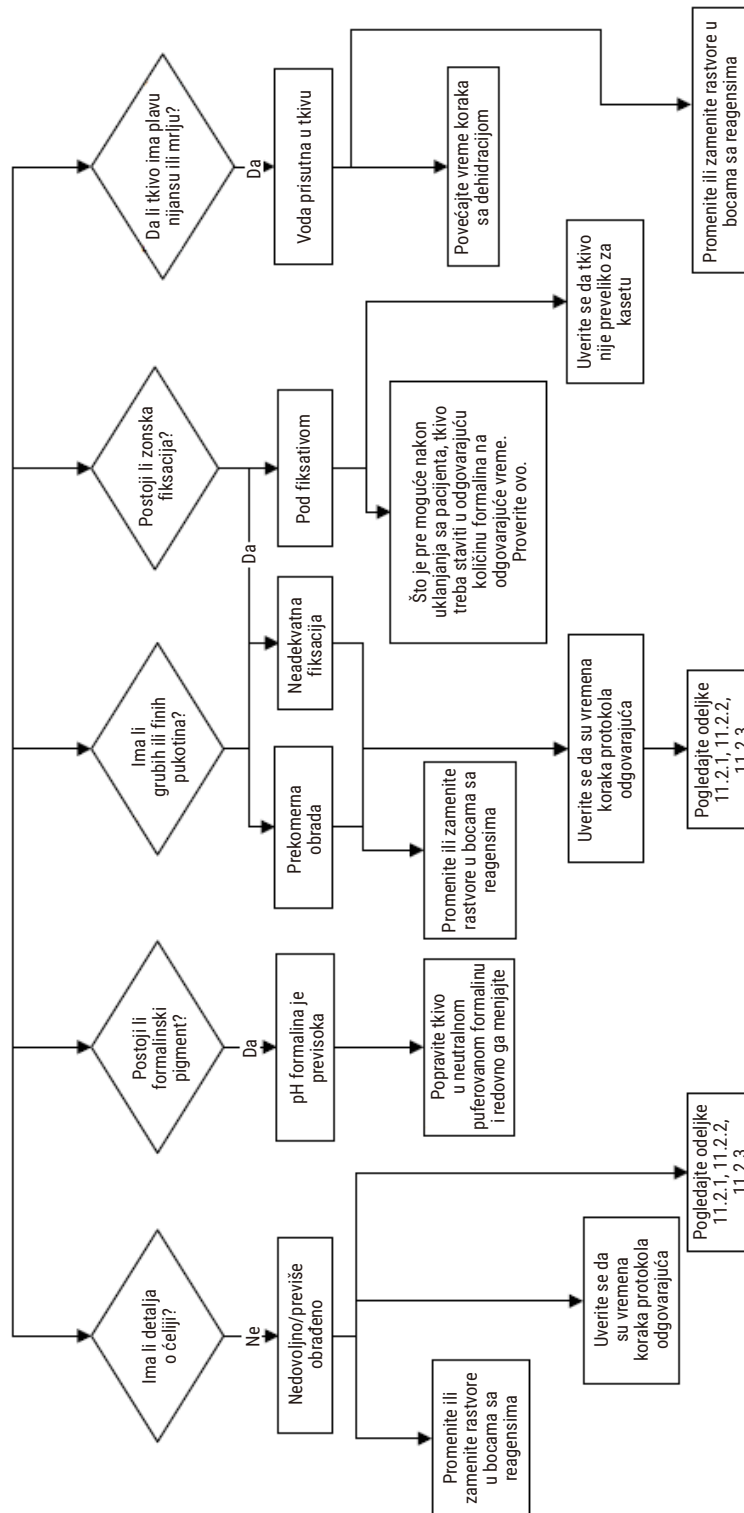 Ima li detalja
o ćeliji?
Ne
Nedovoljno/previše
obrađeno
Promenite ili
zamenite rastvore
u bocama sa
reagensima
Uverite se da
su vremena
koraka protokola
odgovarajuća
Pogledajte odeljke
11.2.1, 11.2.2,
11.2.3
Postoji li
formalinski
pigment?
Da
pH formalina je
previsoka
Popravite tkivo
u neutralnom
puferovanom formalinu
i redovno ga menjajte
Ima li
grubih ili finih
pukotina?
Prekomerna
obrada
Neadekvatna
fiksacija
Promenite ili zamenite
rastvore u bocama sa
reagensima
Uverite se da su vremena
koraka protokola
odgovarajuća
Pogledajte odeljke
11.2.1, 11.2.2,
11.2.3
Postoji li zonska
fiksacija?
Da
Pod fiksativom
Što je pre moguće nakon
uklanjanja sa pacijenta, tkivo
treba staviti u odgovarajuću
količinu formalina na
odgovarajuće vreme.
Proverite ovo.
Uverite se da tkivo
nije preveliko za
kasetu
Da li tkivo ima plavu
nijansu ili mrlju?
Da
Voda prisutna u tkivu
Povećajte vreme koraka
sa dehidracijom
Promenite ili zamenite rastvore u
bocama sa reagensima